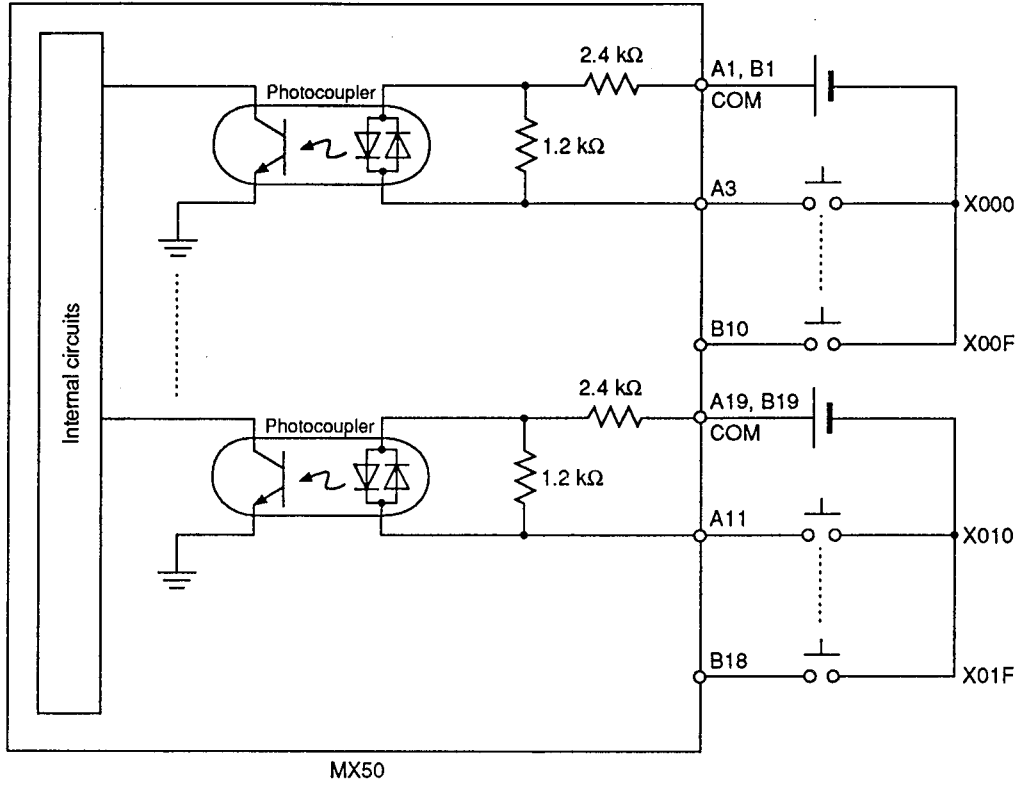 2.4 kΩ
A1, B1
COM
Photocoupler
1.2 kΩ
A3
X000
B10
X00F
Internal circuits
2.4 kΩ
A19, B19
COM
Photocoupler
1.2 kΩ
A11
X010
B18
X01F
MX50